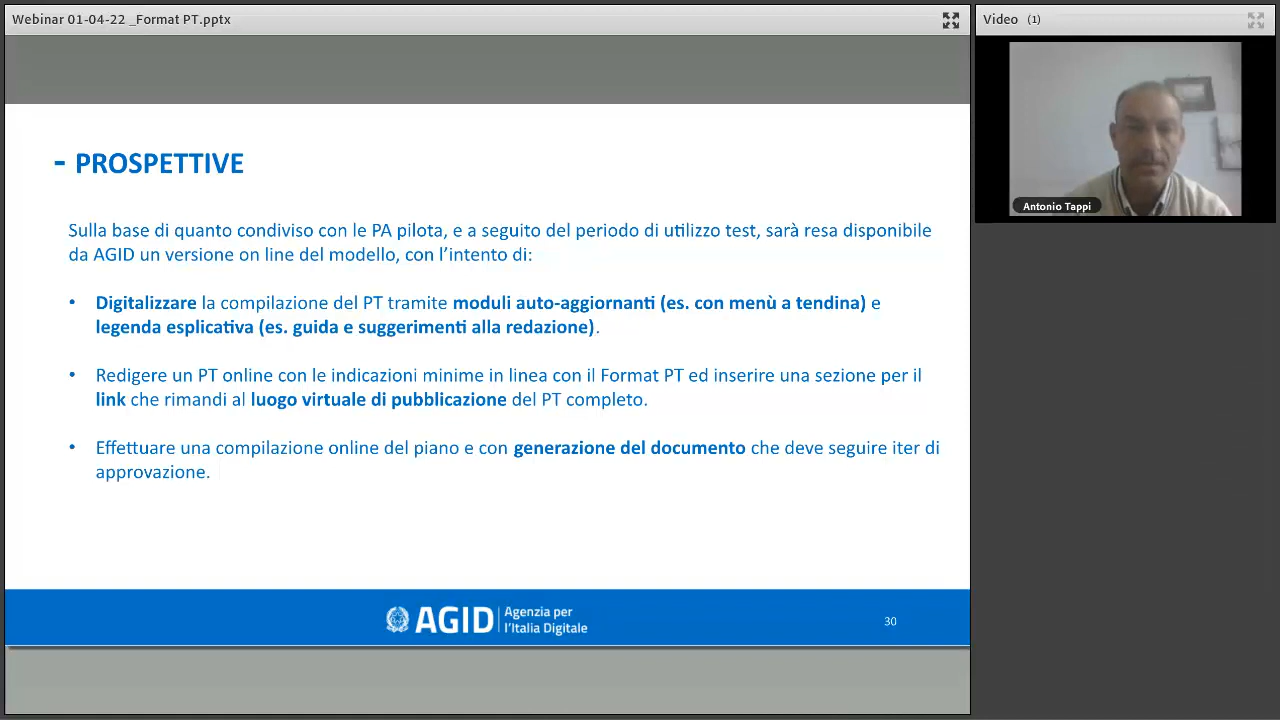 Webinar 01-04-22 _Format PT.pptx
Video (1)
Antonio Tappi
- PROSPETTIVE
Sulla base di quanto condiviso con le PA pilota, e a seguito del periodo di utilizzo test, sarà resa disponibile
da AGID un versione on line del modello, con l'intento di:
• Digitalizzare la compilazione del PT tramite moduli auto-aggiornanti (es. con menù a tendina) e
legenda esplicativa (es. guida e suggerimenti alla redazione).
• Redigere un PT online con le indicazioni minime in linea con il Format PT ed inserire una sezione per il
link che rimandi al luogo virtuale di pubblicazione del PT completo.
• Effettuare una compilazione online del piano e con generazione del documento che deve seguire iter di
approvazione.
AGID
Agenzia per
l'Italia Digitale
30